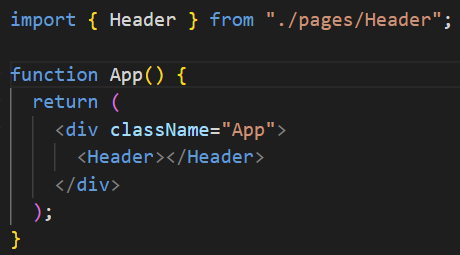 import { Header } from "./pages/Header";
function App() {
  return (
    <div className="App">
      <Header></Header>
    </div>
  );
}